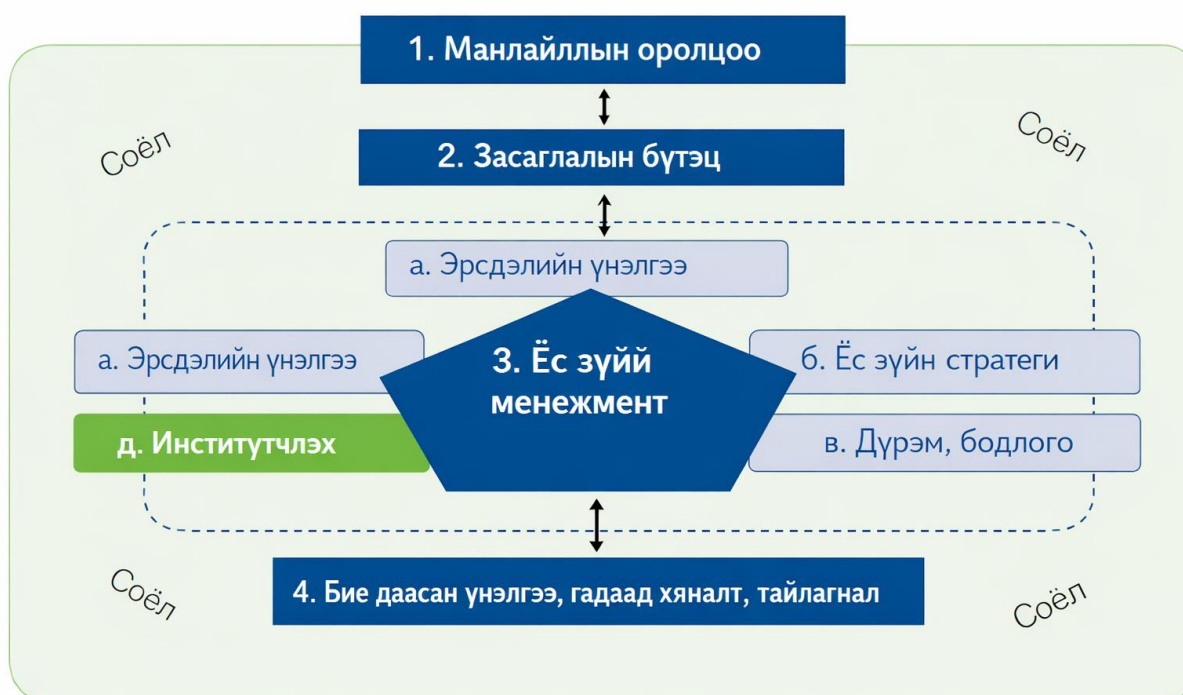 1. Манлайллын оролцоо
Соёл
Соёл
2. Засаглалын бүтэц
а. Эрсдэлийн үнэлгээ
а. Эрсдэлийн үнэлгээ
3. Ёс зүйй
менежмент
б. Ёс зүйн стратеги
д. Институтчлэх
в. Дүрэм, бодлого
Соёл
4. Бие даасан үнэлгээ, гадаад хяналт, тайлагнал
Соёл